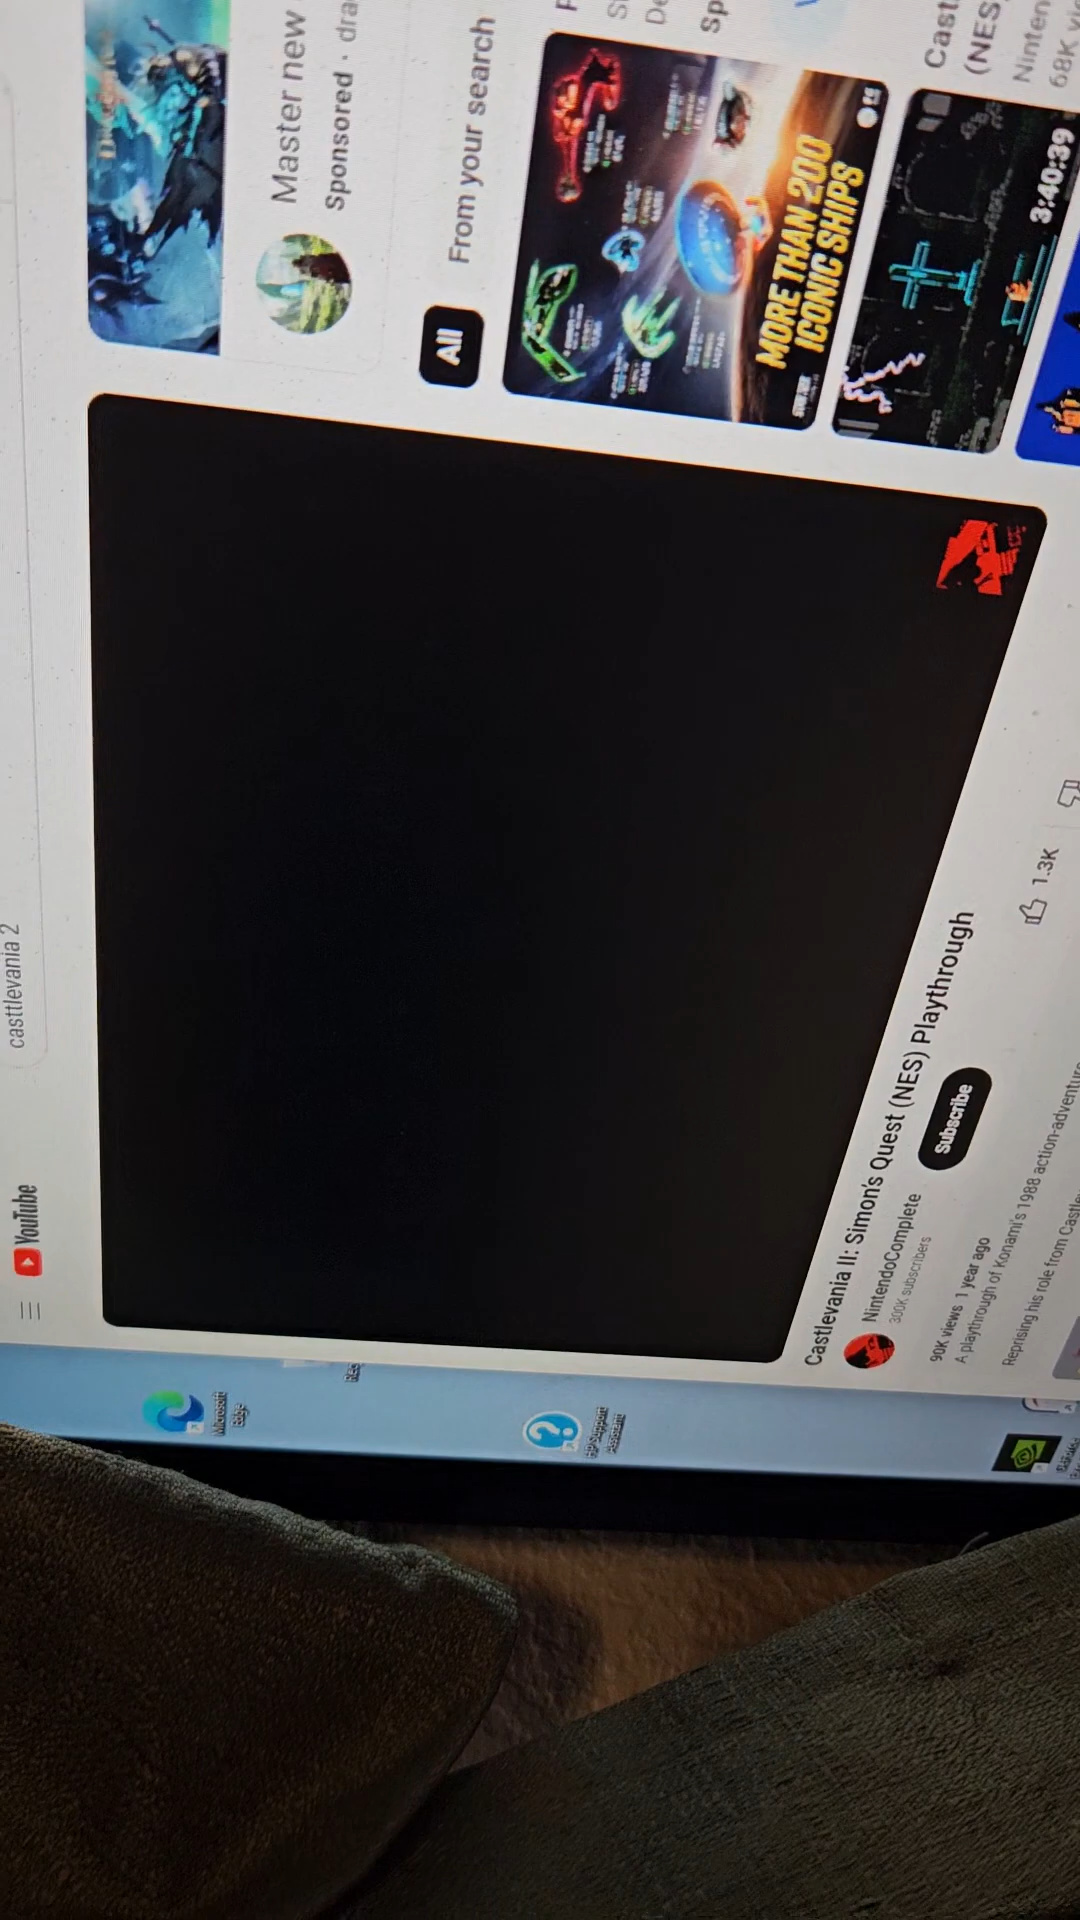 YouTube
casttlevania 2
Castlevania II: Simon's Quest (NES) Playthrough
NintendoComplete
300K subscribers
Subscribe
1.3K
90K views 1 year ago
A playthrough of Konami's 1988 action-adventure
Reprising his role from
Master new
Sponsored
All
From your search
MORE THAN 200
ICONIC SHIPS
(NES
68K
3:40:39
Microsoft
Edge
HP Support
Assistant